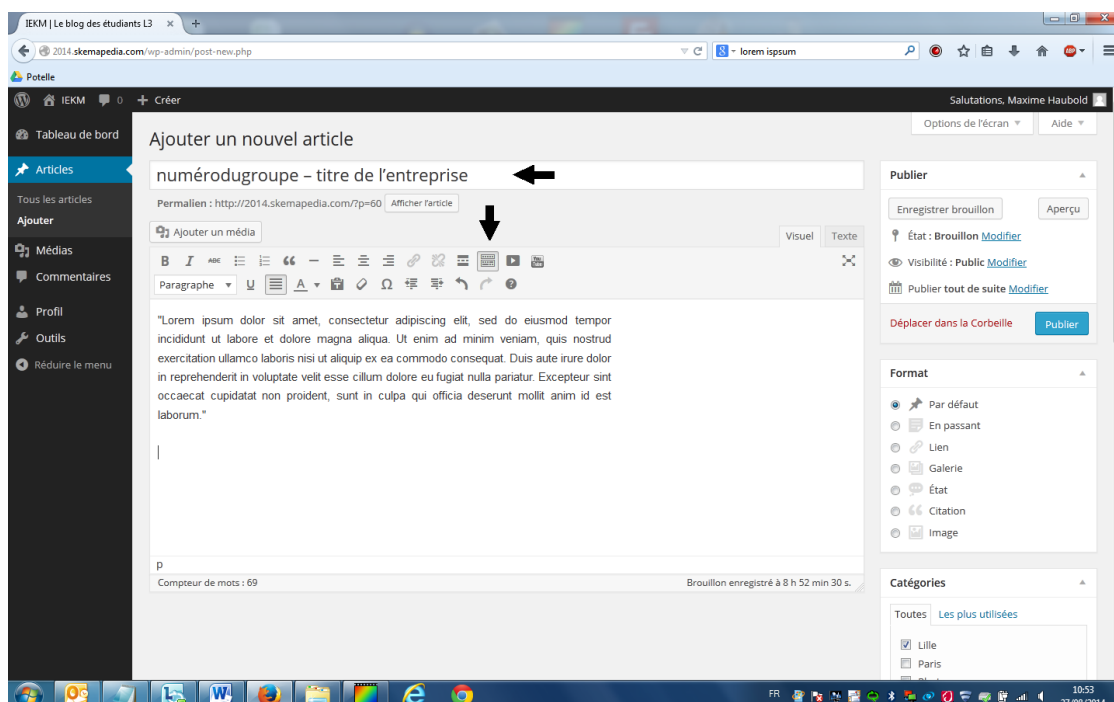 IEKM | Le blog des étudiants L3
2014.skemapedia.com/wp-admin/post-new.php
lorem ispsum
Potelle
IEKM 0 + Créer
Salutations, Maxime Haubold
Options de l'écran
Aide
Tableau de bord
Articles
Tous les articles
Ajouter
Médias
Commentaires
Profil
Outils
Réduire le menu
Ajouter un nouvel article
numérodugroupe – titre de l'entreprise
Permalien : http://2014.skemapedia.com/?p=60 Afficher l'article
Ajouter un média
Visuel Texte
B I ABE
Paragraphe U A Ω
"Lorem ipsum dolor sit amet, consectetur adipiscing elit, sed do eiusmod tempor
incididunt ut labore et dolore magna aliqua. Ut enim ad minim veniam, quis nostrud
exercitation ullamco laboris nisi ut aliquip ex ea commodo consequat. Duis aute irure dolor
in reprehenderit in voluptate velit esse cillum dolore eu fugiat nulla pariatur. Excepteur sint
occaecat cupidatat non proident, sunt in culpa qui officia deserunt mollit anim id est
laborum."
p
Compteur de mots : 69
Brouillon enregistré à 8 h 52 min 30 s.
Publier
Enregistrer brouillon
Aperçu
État : Brouillon Modifier
Visibilité : Public Modifier
Publier tout de suite Modifier
Déplacer dans la Corbeille
Publier
Format
Par défaut
En passant
Lien
Galerie
État
Citation
Image
Catégories
Toutes Les plus utilisées
Lille
Paris
FR
10:53